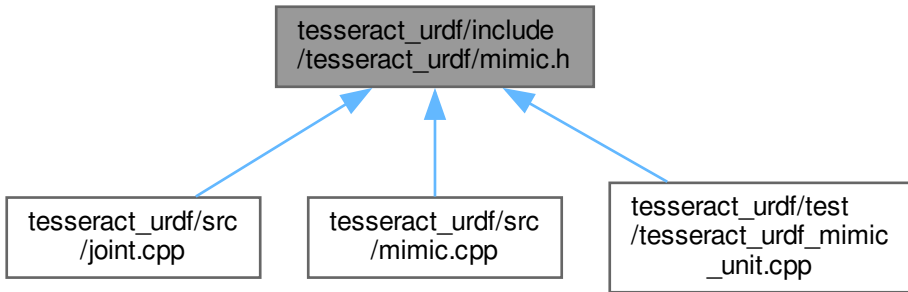 tesseract_urdf/include
/tesseract_urdf/mimic.h
tesseract_urdf/src
/joint.cpp
tesseract_urdf/src
/mimic.cpp
tesseract_urdf/test
/tesseract_urdf_mimic
_unit.cpp